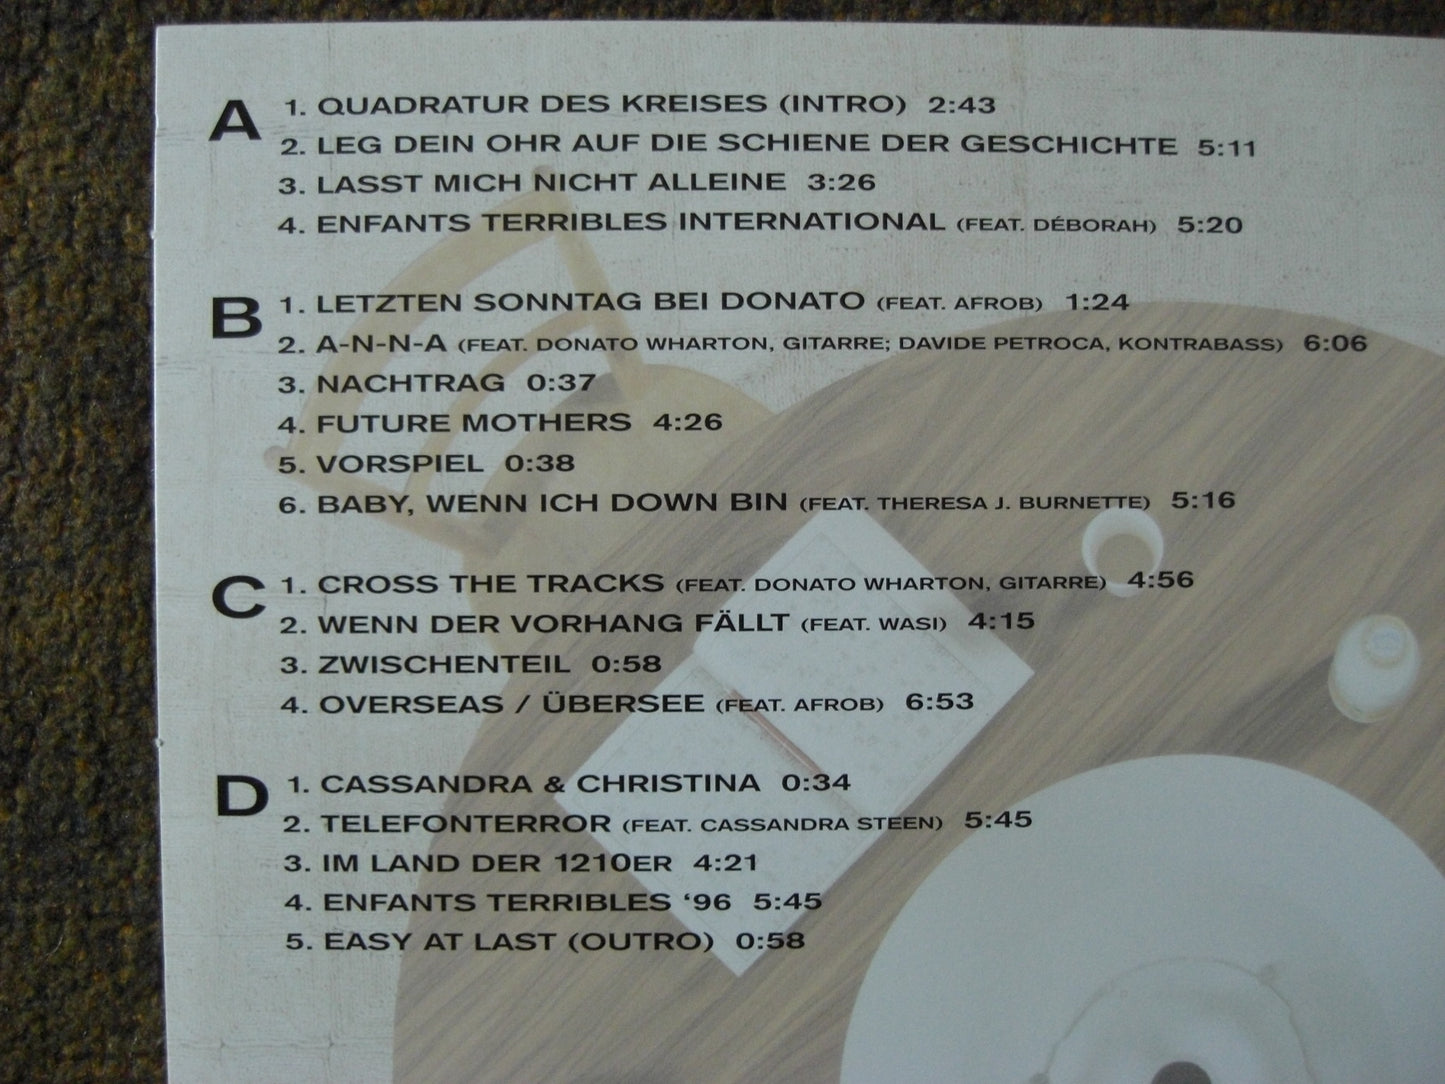 A 1. QUADRATUR DES KREISES (INTRO) 2:43
2. LEG DEIN OHR AUF DIE SCHIENE DER GESCHICHTE 5:11
3. LASST MICH NICHT ALLEINE 3:26
4. ENFANTS TERRIBLES INTERNATIONAL (FEAT. DÉBORAH) 5:20
B 1. LETZTEN SONNTAG BEI DONATO (FEAT. AFROB) 1:24
2. A-N-N-A (FEAT. DONATO WHARTON, GITARRE; DAVIDE PETROCA, KONTRABASS) 6:06
3. NACHTRAG 0:37
4. FUTURE MOTHERS 4:26
5. VORSPIEL 0:38
6. BABY, WENN ICH DOWN BIN (FEAT. THERESA J. BURNETTE) 5:16
C 1. CROSS THE TRACKS (FEAT. DONATO WHARTON, GITARRE) 4:56
2. WENN DER VORHANG FÄLLT (FEAT. WASI) 4:15
3. ZWISCHENTEIL 0:58
4. OVERSEAS / ÜBERSEE (FEAT. AFROB) 6:53
D 1. CASSANDRA & CHRISTINA 0:34
2. TELEFONTERROR (FEAT. CASSANDRA STEEN) 5:45
3. IM LAND DER 1210ER 4:21
4. ENFANTS TERRIBLES ‘96 5:45
5. EASY AT LAST (OUTRO) 0:58